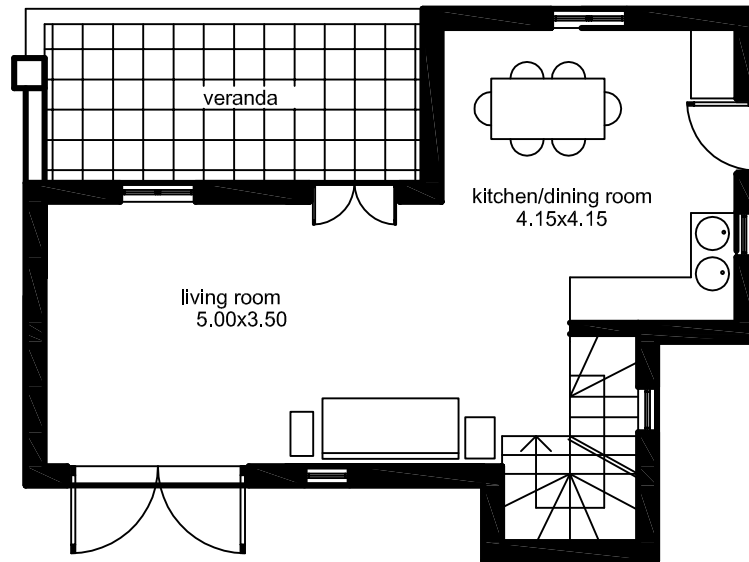 veranda
kitchen/dining room
4.15x4.15
living room
5.00x3.50